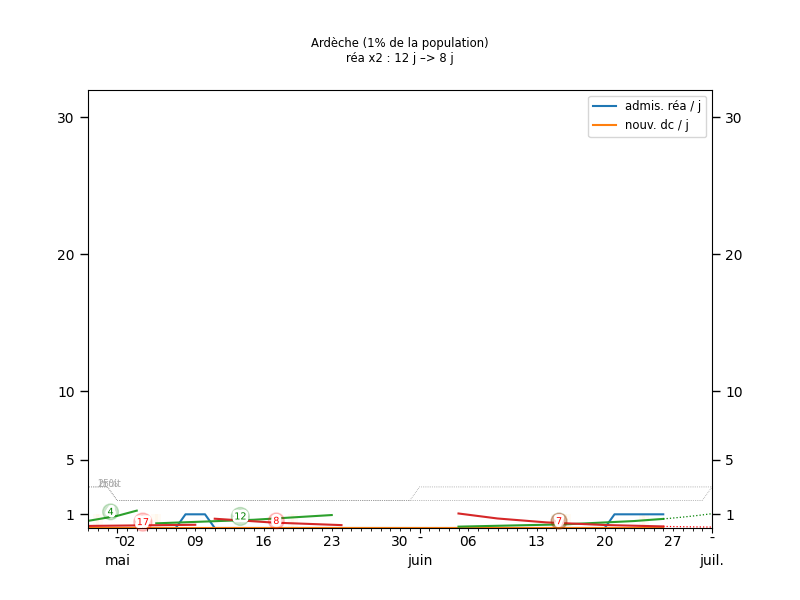 Ardèche (1% de la population)
réa x2 : 12 j –> 8 j
admis. réa / j
nouv. dc / j
30 30
20 20
10 10
5 5
1 1
4 17 12 8 7
02 09 16 23 30 - 06 13 20 27 -
mai juin juil.